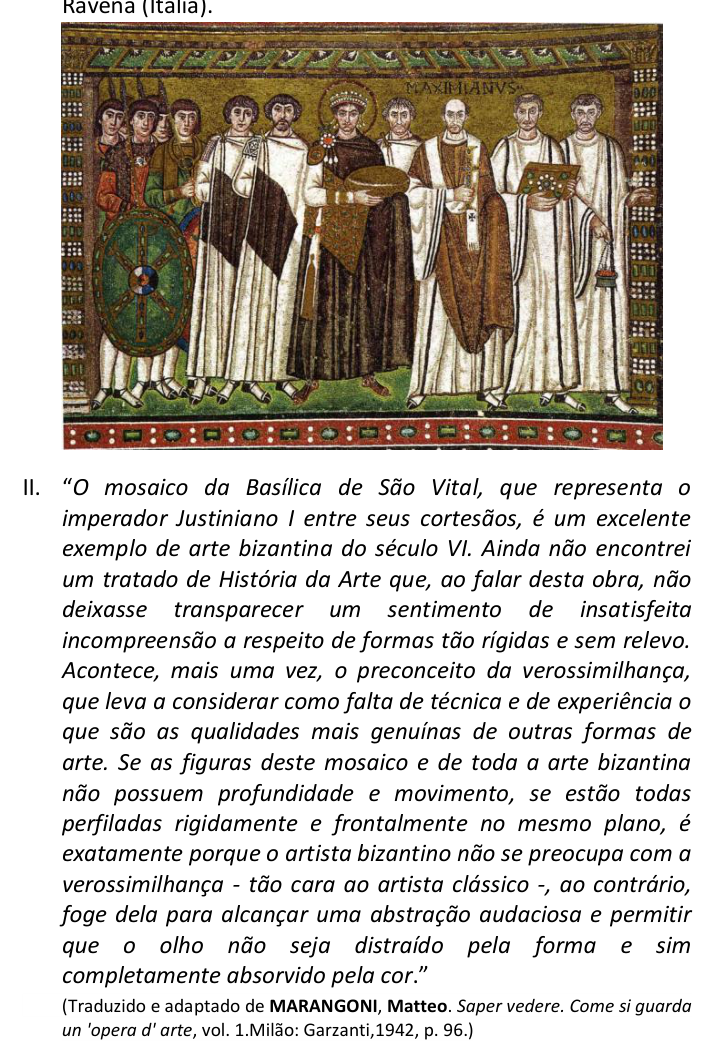 Ravena (Itália).
MAXIMIANVS
II. “O mosaico da Basílica de São Vital, que representa o
imperador Justiniano I entre seus cortesãos, é um excelente
exemplo de arte bizantina do século VI. Ainda não encontrei
um tratado de História da Arte que, ao falar desta obra, não
deixasse transparecer um sentimento de insatisfeita
incompreensão a respeito de formas tão rígidas e sem relevo.
Acontece, mais uma vez, o preconceito da verossimilhança,
que leva a considerar como falta de técnica e de experiência o
que são as qualidades mais genuínas de outras formas de
arte. Se as figuras deste mosaico e de toda a arte bizantina
não possuem profundidade e movimento, se estão todas
perfiladas rigidamente e frontalmente no mesmo plano, é
exatamente porque o artista bizantino não se preocupa com a
verossimilhança - tão cara ao artista clássico -, ao contrário,
foge dela para alcançar uma abstração audaciosa e permitir
que o olho não seja distraído pela forma e sim
completamente absorvido pela cor.”
(Traduzido e adaptado de MARANGONI, Matteo. Saper vedere. Come si guarda
un 'opera d' arte, vol. 1.Milão: Garzanti,1942, p. 96.)